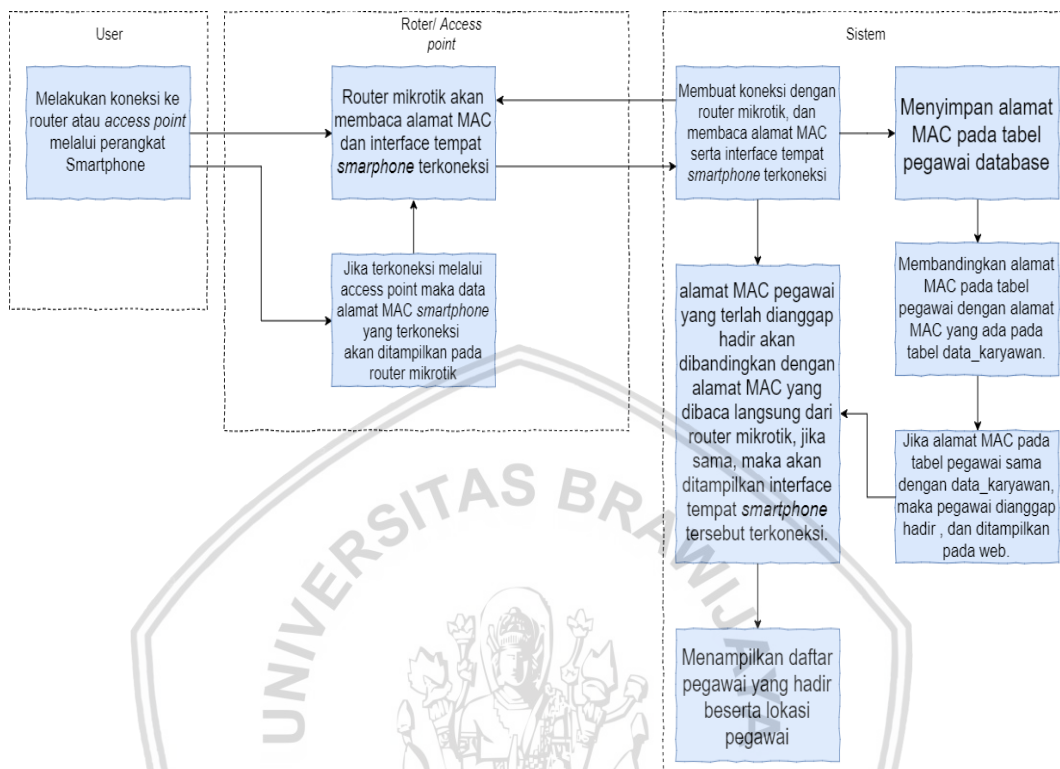 User
Melakukan koneksi ke
router atau access point
melalui perangkat
Smartphone
Roter/ Access
point
Router mikrotik akan
membaca alamat MAC
dan interface tempat
smarphone terkoneksi
Jika terkoneksi melalui
access point maka data
alamat MAC smartphone
yang terkoneksi
akan ditampilkan pada
router mikrotik
Sistem
Membuat koneksi dengan
router mikrotik, dan
membaca alamat MAC
serta interface tempat
smartphone terkoneksi
Menyimpan alamat
MAC pada tabel
pegawai database
Membandingkan alamat
MAC pada tabel
pegawai dengan alamat
MAC yang ada pada
tabel data_karyawan.
Jika alamat MAC pada
tabel pegawai sama
dengan data_karyawan,
maka pegawai dianggap
hadir , dan ditampilkan
pada web.
alamat MAC pegawai
yang terlah dianggap
hadir akan
dibandingkan dengan
alamat MAC yang
dibaca langsung dari
router mikrotik, jika
sama, maka akan
ditampilkan interface
tempat smartphone
tersebut terkoneksi.
Menampilkan daftar
pegawai yang hadir
beserta lokasi
pegawai
UNIVERSITAS BRAWIJAYA